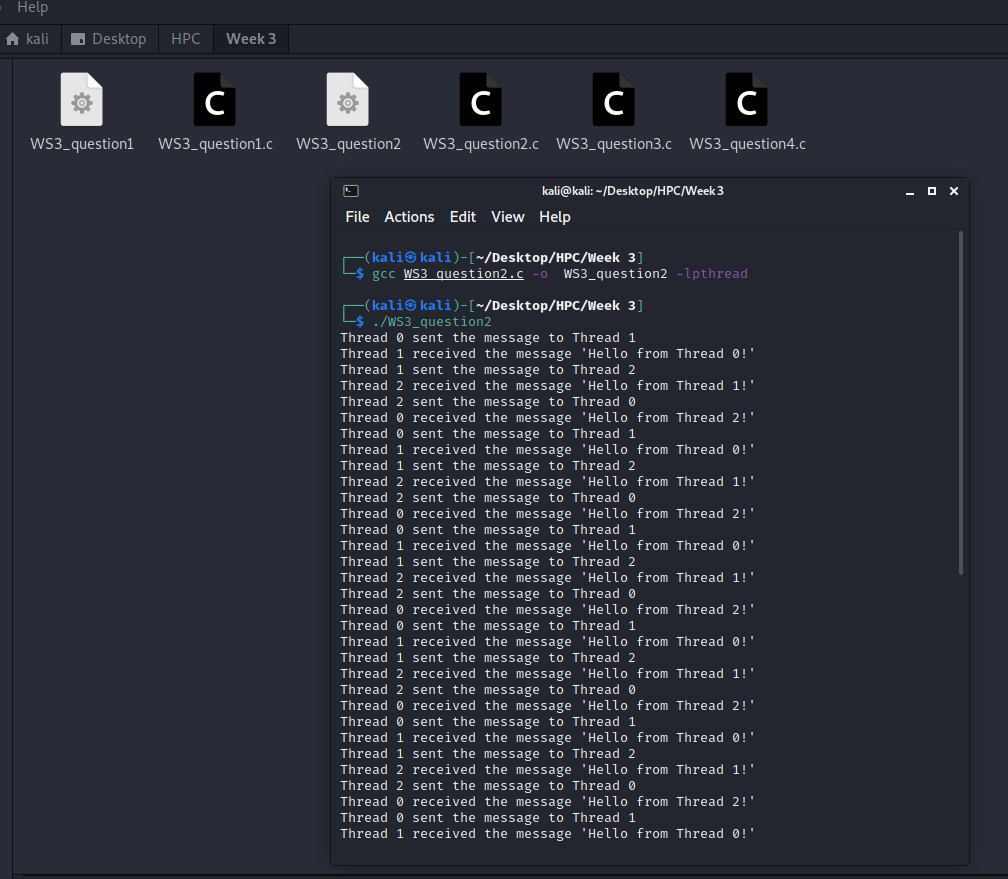 Help
kali Desktop HPC Week 3
WS3_question1 WS3_question1.c WS3_question2 WS3_question2.c WS3_question3.c WS3_question4.c
kali@kali: ~/Desktop/HPC/Week 3
File Actions Edit View Help
┌──(kali㉿kali)-[~/Desktop/HPC/Week 3]
└─$ gcc WS3_question2.c -o  WS3_question2 -lpthread
┌──(kali㉿kali)-[~/Desktop/HPC/Week 3]
└─$ ./WS3_question2
Thread 0 sent the message to Thread 1
Thread 1 received the message 'Hello from Thread 0!'
Thread 1 sent the message to Thread 2
Thread 2 received the message 'Hello from Thread 1!'
Thread 2 sent the message to Thread 0
Thread 0 received the message 'Hello from Thread 2!'
Thread 0 sent the message to Thread 1
Thread 1 received the message 'Hello from Thread 0!'
Thread 1 sent the message to Thread 2
Thread 2 received the message 'Hello from Thread 1!'
Thread 2 sent the message to Thread 0
Thread 0 received the message 'Hello from Thread 2!'
Thread 0 sent the message to Thread 1
Thread 1 received the message 'Hello from Thread 0!'
Thread 1 sent the message to Thread 2
Thread 2 received the message 'Hello from Thread 1!'
Thread 2 sent the message to Thread 0
Thread 0 received the message 'Hello from Thread 2!'
Thread 0 sent the message to Thread 1
Thread 1 received the message 'Hello from Thread 0!'
Thread 1 sent the message to Thread 2
Thread 2 received the message 'Hello from Thread 1!'
Thread 2 sent the message to Thread 0
Thread 0 received the message 'Hello from Thread 2!'
Thread 0 sent the message to Thread 1
Thread 1 received the message 'Hello from Thread 0!'
Thread 1 sent the message to Thread 2
Thread 2 received the message 'Hello from Thread 1!'
Thread 2 sent the message to Thread 0
Thread 0 received the message 'Hello from Thread 2!'
Thread 0 sent the message to Thread 1
Thread 1 received the message 'Hello from Thread 0!'